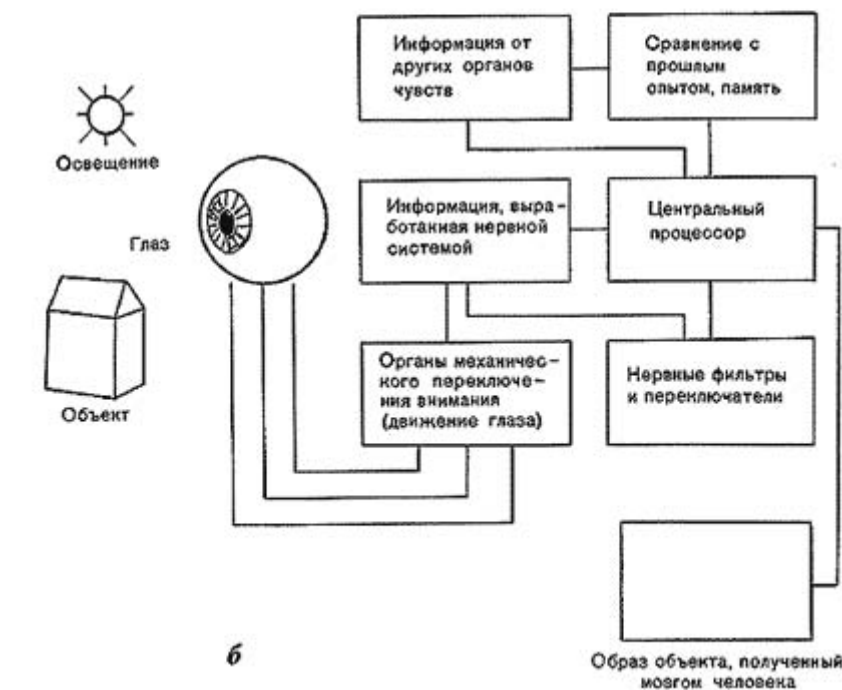 Информация от
других органов
чувств
Сравнение с
прошлым
опытом, память
Освещение
Глаз
Информация, выра-
ботанная нервной
системой
Центральный
процессор
Объект
Органы механичес-
кого переключе-
ния внимания
(движение глаза)
Нервные фильтры
и переключатели
б
Образ объекта, полученный
мозгом человека